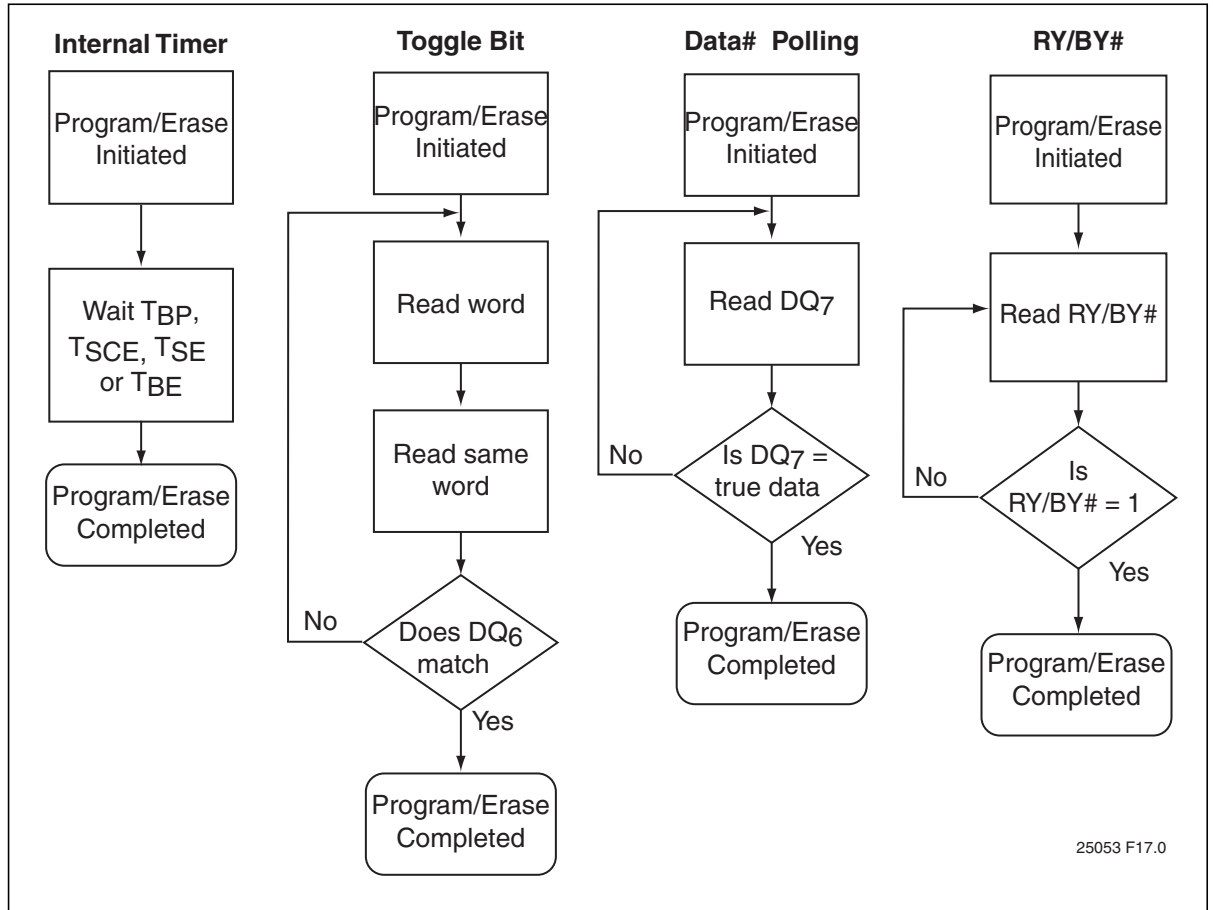 Internal Timer
Program/Erase
Initiated
Wait TBP,
TSCE, TSE
or TBE
Program/Erase
Completed
Toggle Bit
Program/Erase
Initiated
Read word
Read same
word
No
Does DQ6
match
Yes
Program/Erase
Completed
Data# Polling
Program/Erase
Initiated
Read DQ7
No
Is DQ7 =
true data
Yes
Program/Erase
Completed
RY/BY#
Program/Erase
Initiated
Read RY/BY#
No
Is
RY/BY# = 1
Yes
Program/Erase
Completed
25053 F17.0